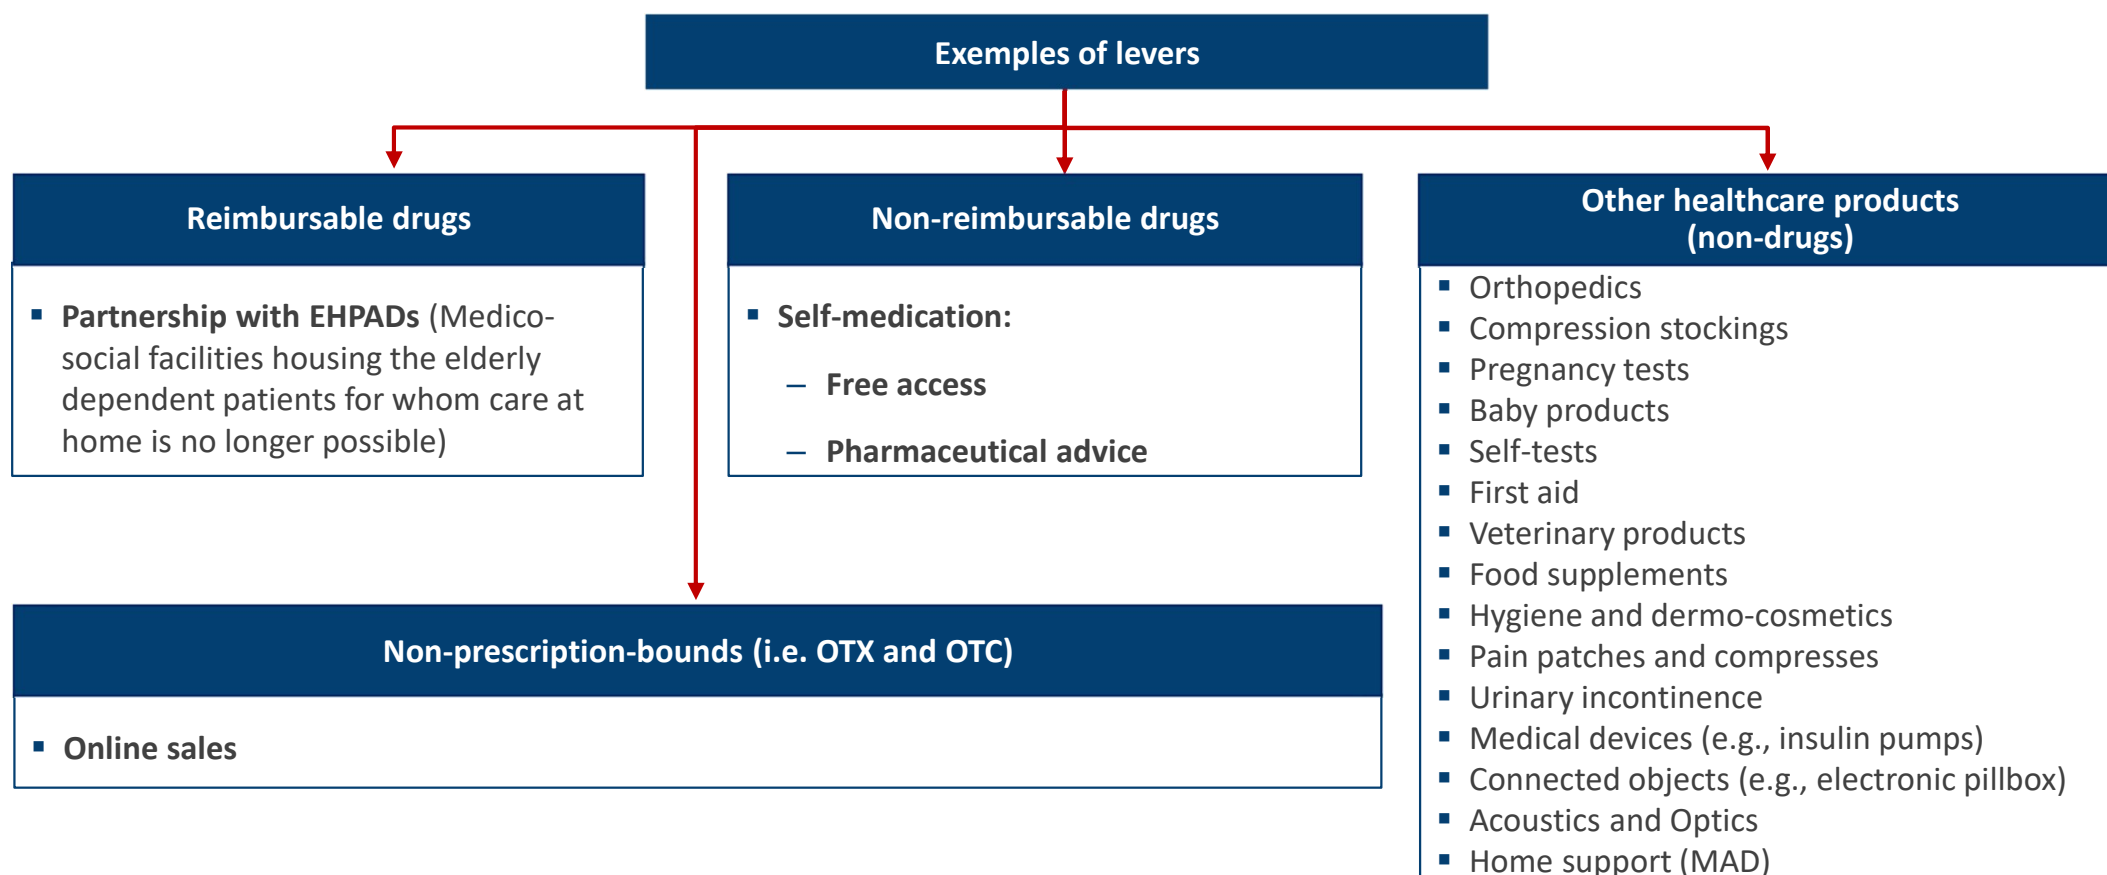 Exemples of levers
Reimbursable drugs
▪ Partnership with EHPADs (Medico-
social facilities housing the elderly
dependent patients for whom care at
home is no longer possible)
Non-reimbursable drugs
▪ Self-medication:
– Free access
– Pharmaceutical advice
Other healthcare products
(non-drugs)
▪ Orthopedics
▪ Compression stockings
▪ Pregnancy tests
▪ Baby products
▪ Self-tests
▪ First aid
▪ Veterinary products
▪ Food supplements
▪ Hygiene and dermo-cosmetics
▪ Pain patches and compresses
▪ Urinary incontinence
▪ Medical devices (e.g., insulin pumps)
▪ Connected objects (e.g., electronic pillbox)
▪ Acoustics and Optics
▪ Home support (MAD)
Non-prescription-bounds (i.e. OTX and OTC)
▪ Online sales